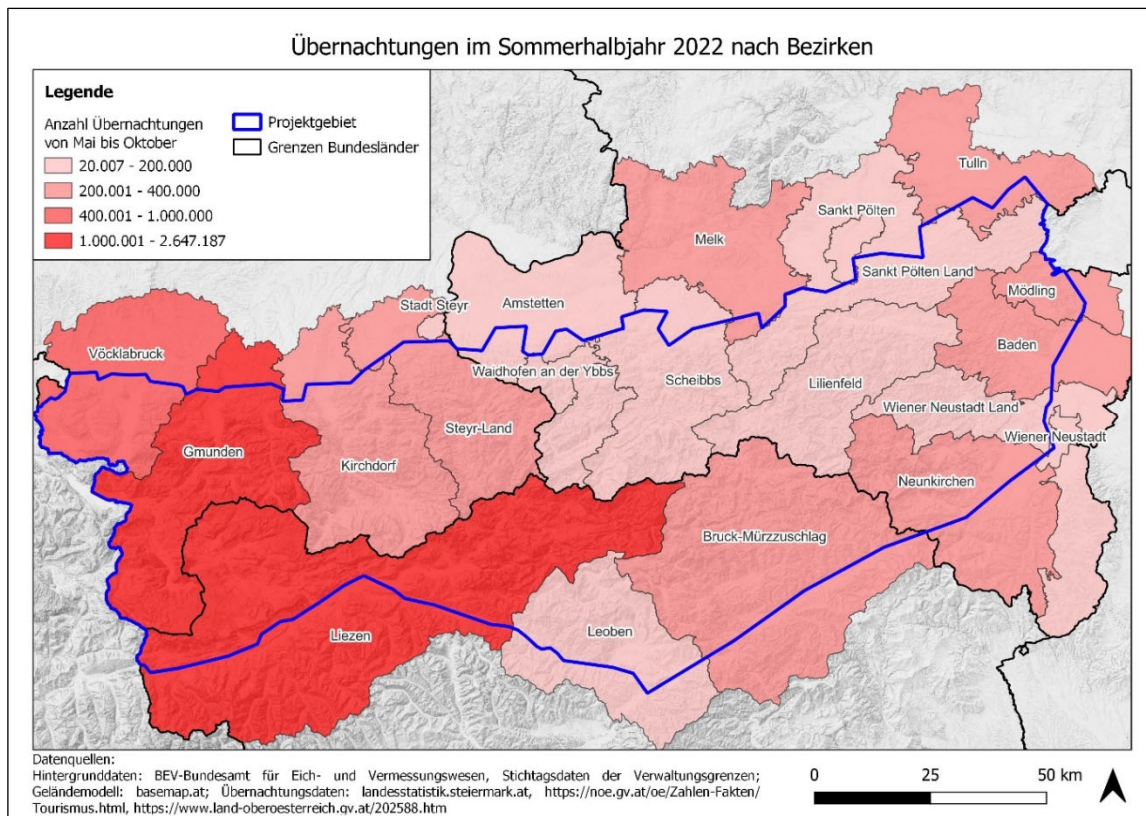 Übernachtungen im Sommerhalbjahr 2022 nach Bezirken
Legende
Anzahl Übernachtungen
von Mai bis Oktober
20.007 - 200.000
200.001 - 400.000
400.001 - 1.000.000
1.000.001 - 2.647.187
Projektgebiet
Grenzen Bundesländer
Tulln
Sankt Pölten
Melk
Sankt Pölten Land
Mödling
Stadt Steyr
Amstetten
Baden
Vöcklabruck
Waidhofen an der Ybbs
Scheibbs
Lilienfeld
Wiener Neustadt Land
Steyr-Land
Wiener Neustadt
Gmunden
Kirchdorf
Neunkirchen
Bruck-Mürzzuschlag
Leoben
Liezen
Datenquellen:
Hintergrunddaten: BEV-Bundesamt für Eich- und Vermessungswesen, Stichtagsdaten der Verwaltungsgrenzen;
Geländemodell: basemap.at; Übernachtungsdaten: landesstatistik.steiermark.at, https://noe.gv.at/oe/Zahlen-Fakten/
Tourismus.html, https://www.land-oberoesterreich.gv.at/202588.htm
0 25 50 km